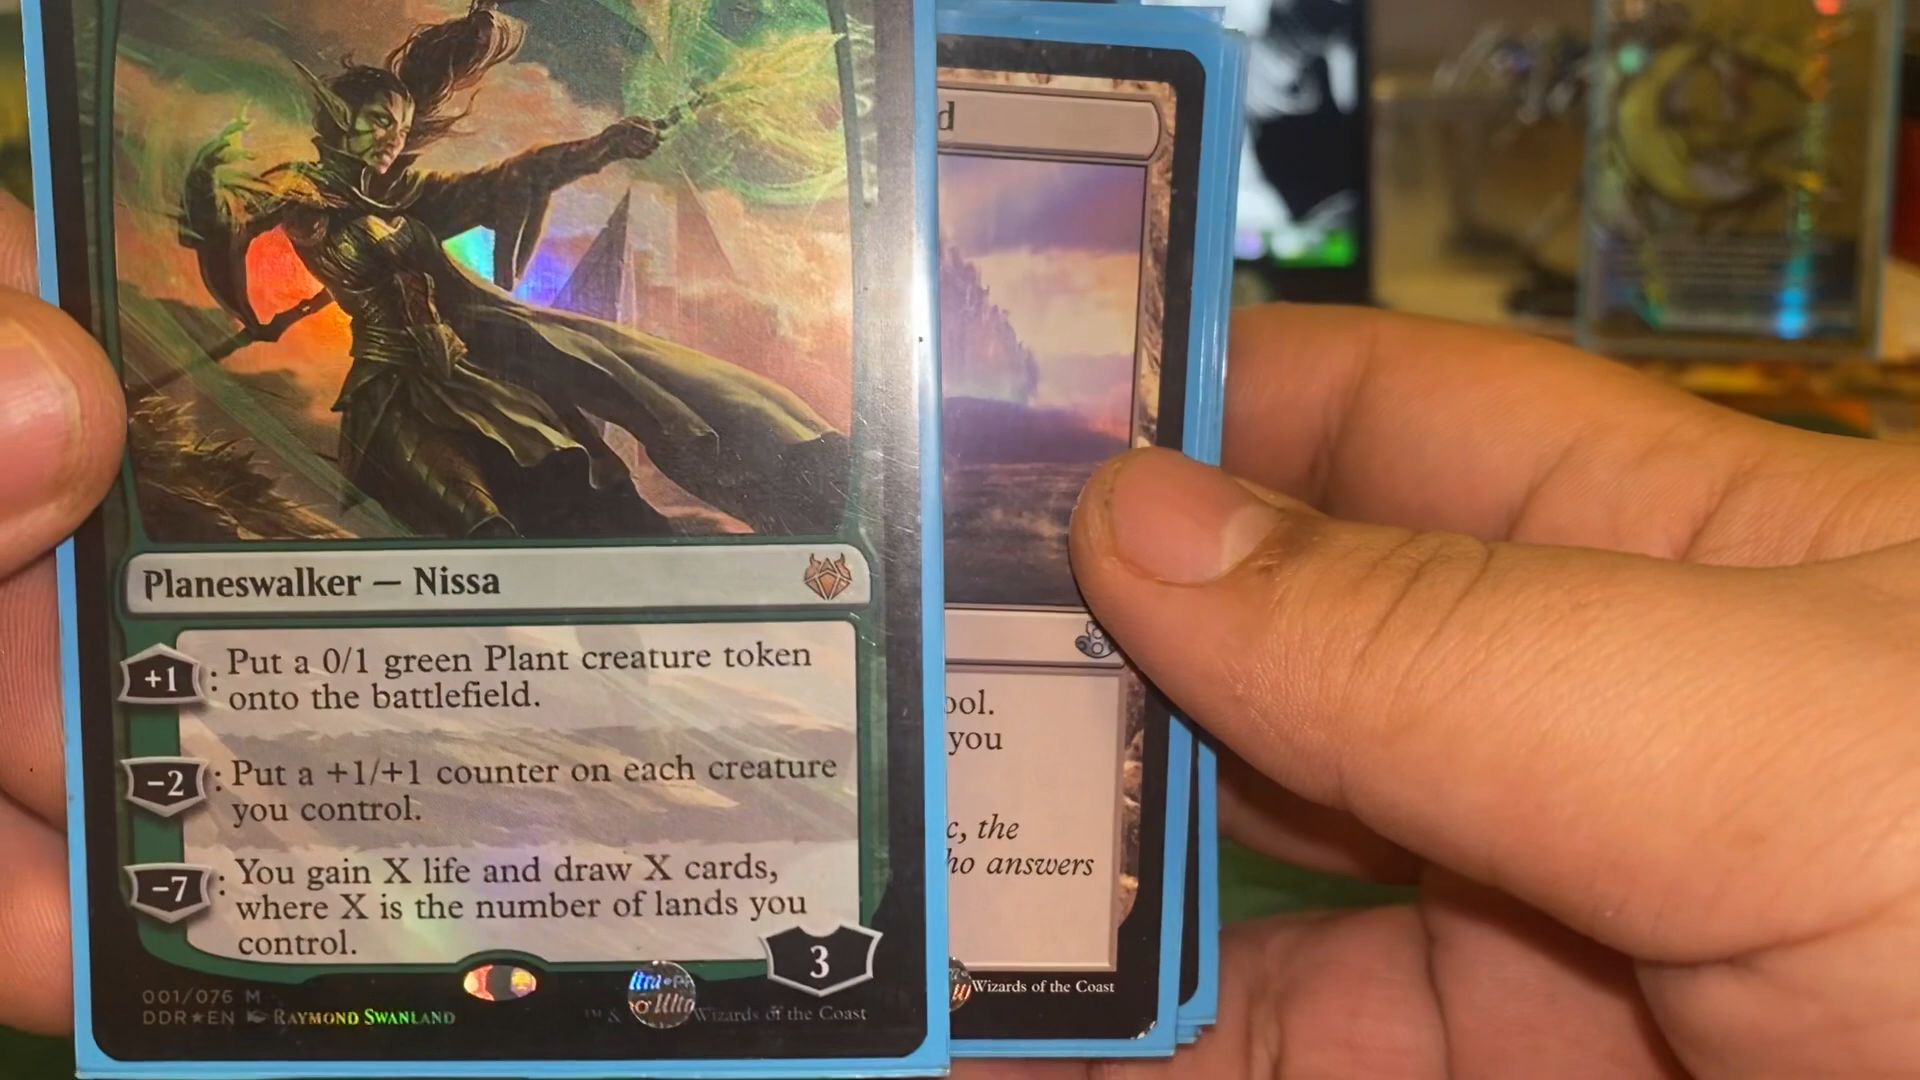 Planeswalker — Nissa
+1 : Put a 0/1 green Plant creature token
onto the battlefield.
−2 : Put a +1/+1 counter on each creature
you control.
−7 : You gain X life and draw X cards,
where X is the number of lands you
control.
3
001/076 M
DDR★EN RAYMOND SWANLAND
™ & Wizards of the Coast
d
ool.
you
c, the
ho answers
Wizards of the Coast